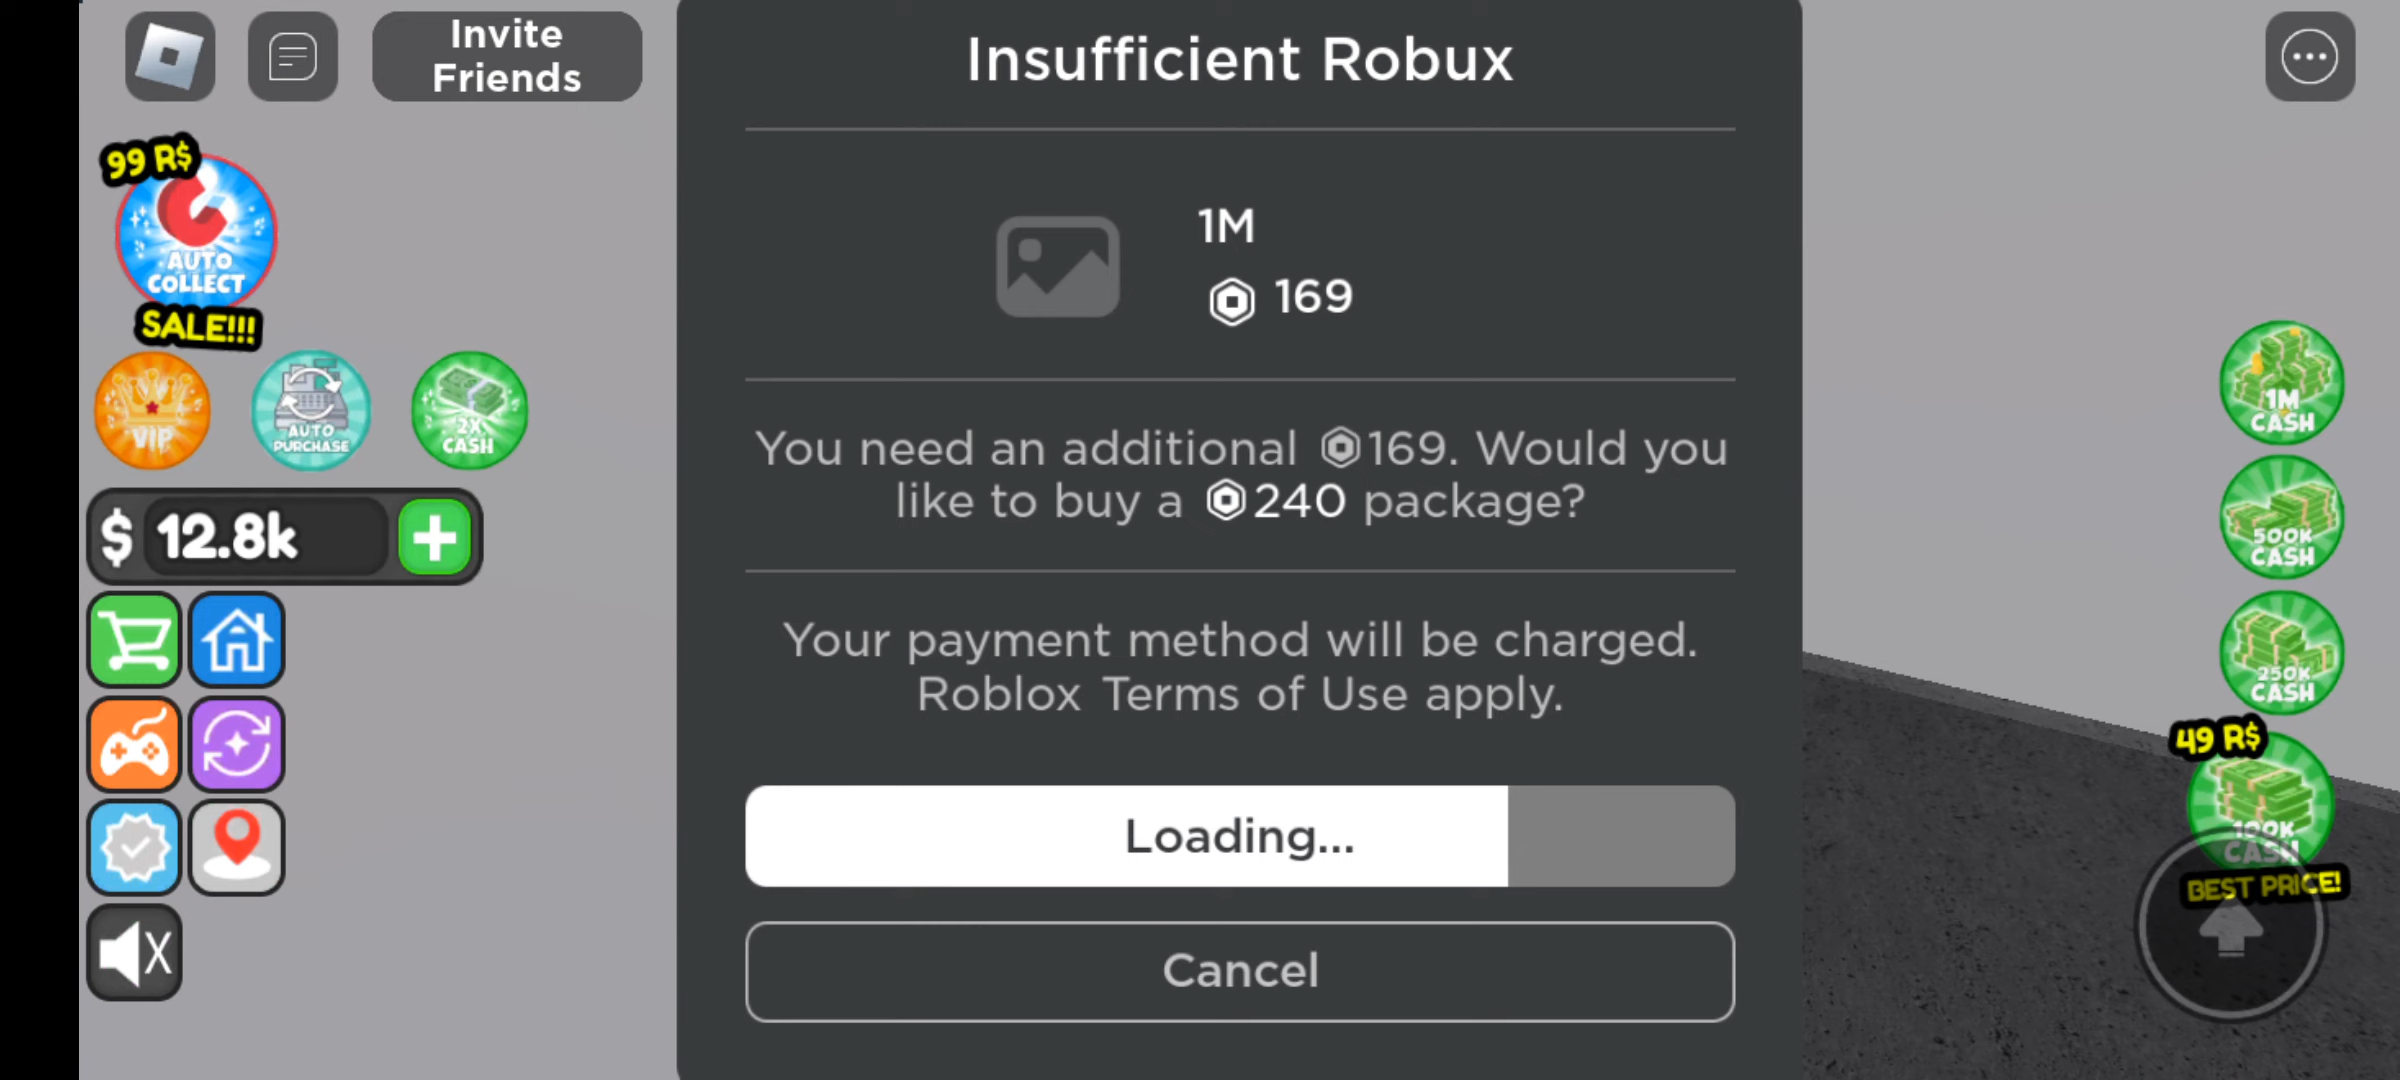 Invite
Friends
99 R$
AUTO
COLLECT
SALE!!!
VIP
AUTO
PURCHASE
2X
CASH
$ 12.8k
X
Insufficient Robux
1M
169
You need an additional 169. Would you
like to buy a 240 package?
Your payment method will be charged.
Roblox Terms of Use apply.
Loading...
Cancel
1M
CASH
500K
CASH
250K
CASH
49 R$
100K
CASH
BEST PRICE!